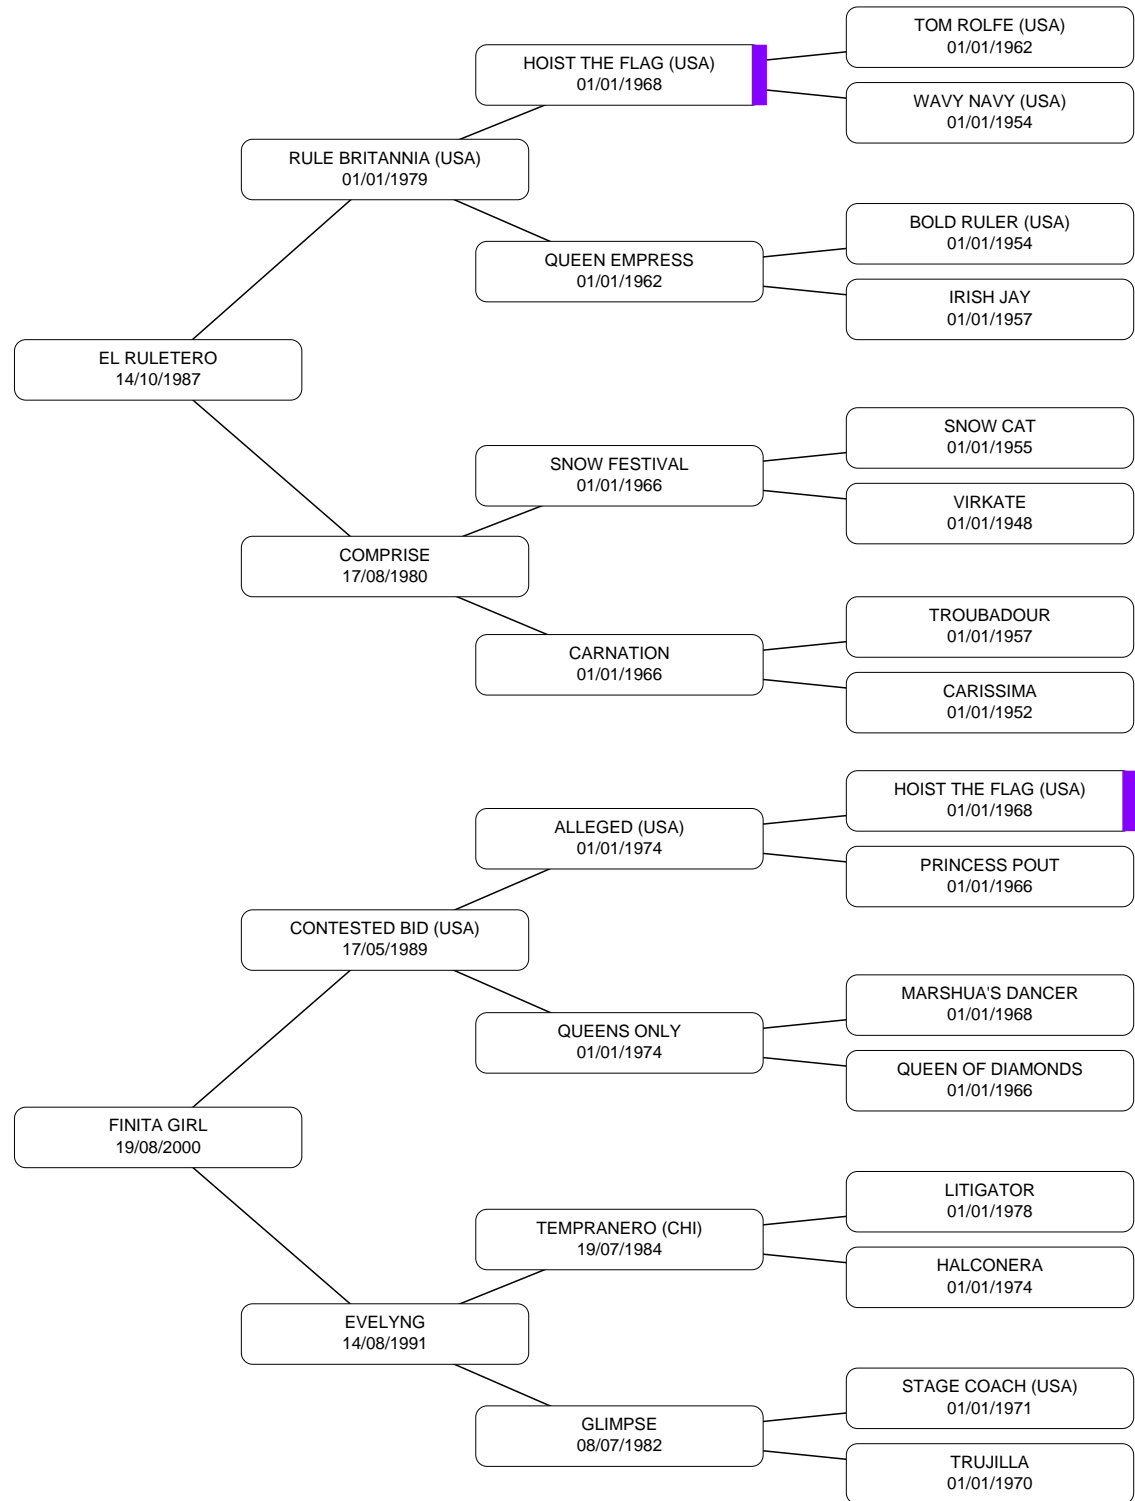 TOM ROLFE (USA)
01/01/1962
HOIST THE FLAG (USA)
01/01/1968
WAVY NAVY (USA)
01/01/1954
RULE BRITANNIA (USA)
01/01/1979
BOLD RULER (USA)
01/01/1954
QUEEN EMPRESS
01/01/1962
IRISH JAY
01/01/1957
EL RULETERO
14/10/1987
SNOW CAT
01/01/1955
SNOW FESTIVAL
01/01/1966
VIRKATE
01/01/1948
COMPRISE
17/08/1980
TROUBADOUR
01/01/1957
CARNATION
01/01/1966
CARISSIMA
01/01/1952
HOIST THE FLAG (USA)
01/01/1968
ALLEGED (USA)
01/01/1974
PRINCESS POUT
01/01/1966
CONTESTED BID (USA)
17/05/1989
MARSHUA'S DANCER
01/01/1968
QUEENS ONLY
01/01/1974
QUEEN OF DIAMONDS
01/01/1966
FINITA GIRL
19/08/2000
LITIGATOR
01/01/1978
TEMPRANERO (CHI)
19/07/1984
HALCONERA
01/01/1974
EVELYNG
14/08/1991
STAGE COACH (USA)
01/01/1971
GLIMPSE
08/07/1982
TRUJILLA
01/01/1970